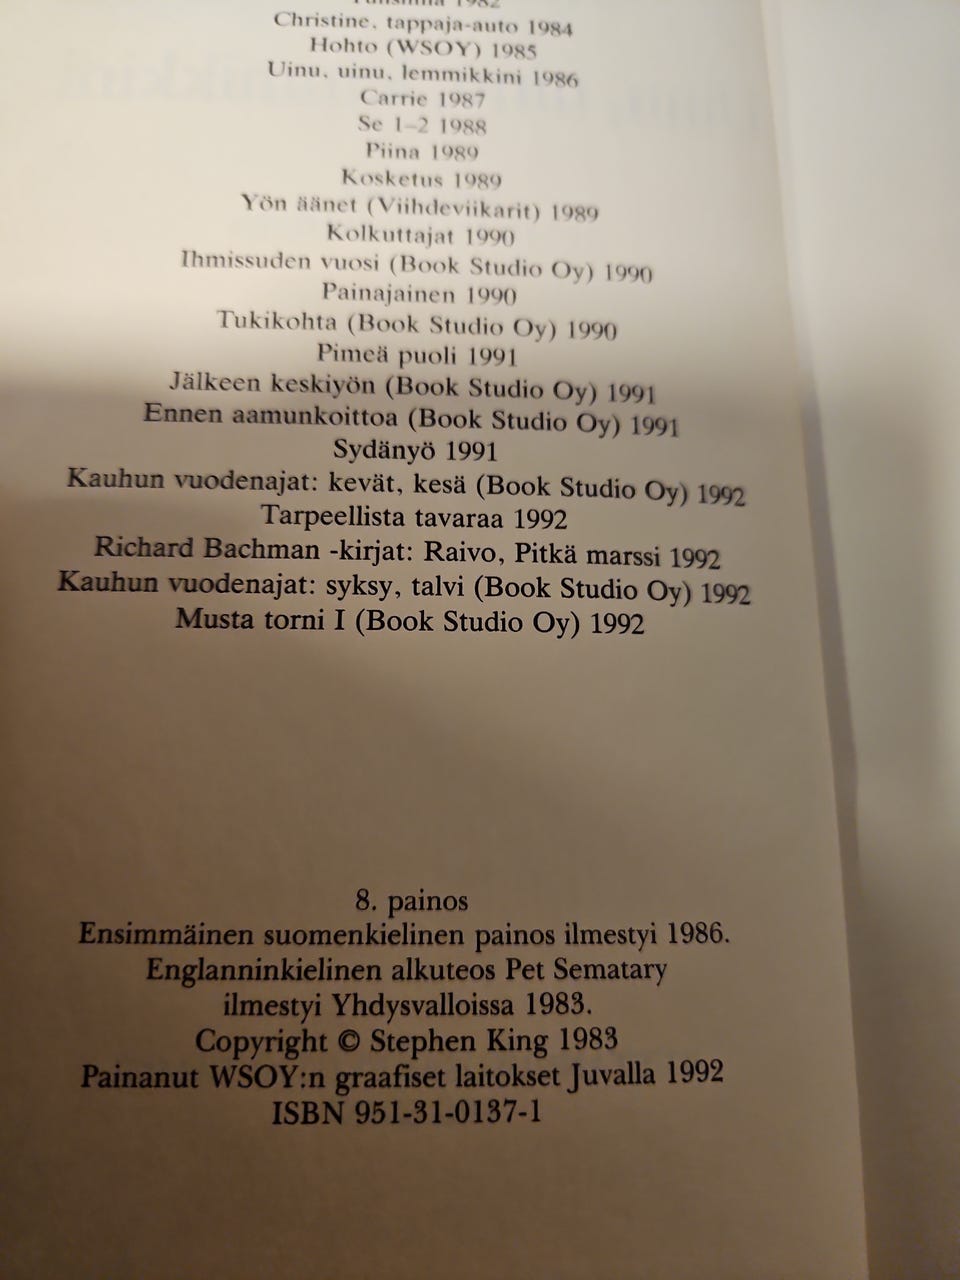 1982
Christine, tappaja-auto 1984
Hohto (WSOY) 1985
Uinu, uinu, lemmikkini 1986
Carrie 1987
Se 1–2 1988
Piina 1989
Kosketus 1989
Yön äänet (Viihdeviikarit) 1989
Kolkuttajat 1990
Ihmissuden vuosi (Book Studio Oy) 1990
Painajainen 1990
Tukikohta (Book Studio Oy) 1990
Pimeä puoli 1991
Jälkeen keskiyön (Book Studio Oy) 1991
Ennen aamunkoittoa (Book Studio Oy) 1991
Sydänyö 1991
Kauhun vuodenajat: kevät, kesä (Book Studio Oy) 1992
Tarpeellista tavaraa 1992
Richard Bachman -kirjat: Raivo, Pitkä marssi 1992
Kauhun vuodenajat: syksy, talvi (Book Studio Oy) 1992
Musta torni I (Book Studio Oy) 1992
8. painos
Ensimmäinen suomenkielinen painos ilmestyi 1986.
Englanninkielinen alkuteos Pet Sematary
ilmestyi Yhdysvalloissa 1983.
Copyright © Stephen King 1983
Painanut WSOY:n graafiset laitokset Juvalla 1992
ISBN 951-31-0137-1